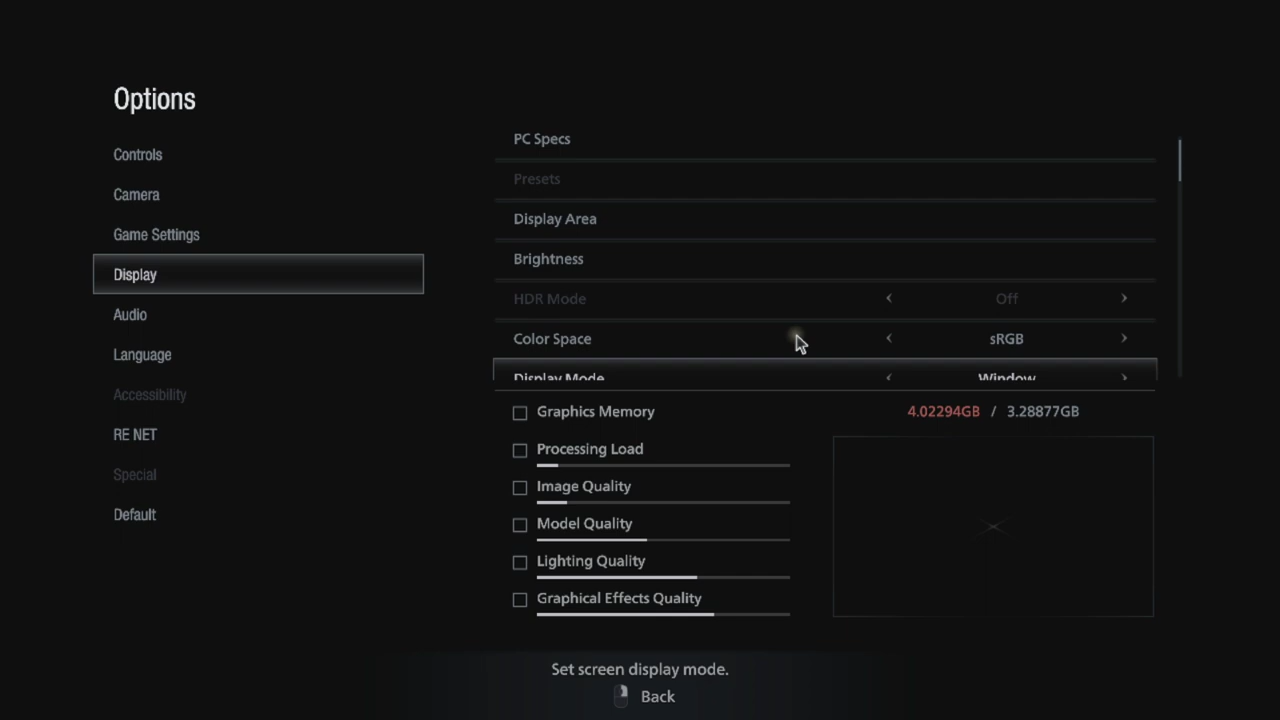 Options
Controls
Camera
Game Settings
Display
Audio
Language
Accessibility
RE NET
Special
Default
PC Specs
Presets
Display Area
Brightness
HDR Mode Off
Color Space sRGB
Display Mode Window
Graphics Memory 4.02294GB / 3.28877GB
Processing Load
Image Quality
Model Quality
Lighting Quality
Graphical Effects Quality
Set screen display mode.
Back